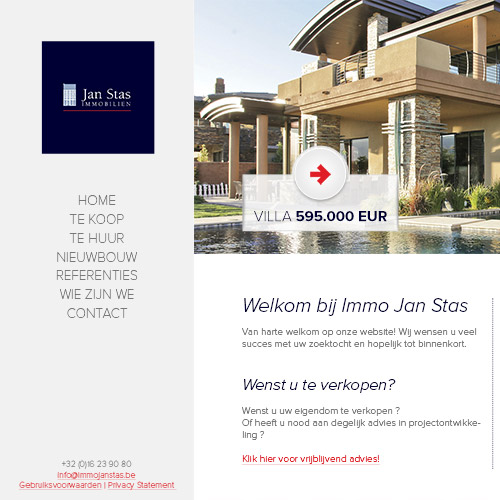 Jan Stas
IMMOBILIEN
HOME
TE KOOP
TE HUUR
NIEUWBOUW
REFERENTIES
WIE ZIJN WE
CONTACT
+32 (0)16 23 90 80
info@immojanstas.be
Gebruiksvoorwaarden | Privacy Statement
VILLA 595.000 EUR
Welkom bij Immo Jan Stas
Van harte welkom op onze website! Wij wensen u veel
succes met uw zoektocht en hopelijk tot binnenkort.
Wenst u te verkopen?
Wenst u uw eigendom te verkopen ?
Of heeft u nood aan degelijk advies in projectontwikke-
ling ?
Klik hier voor vrijblijvend advies!